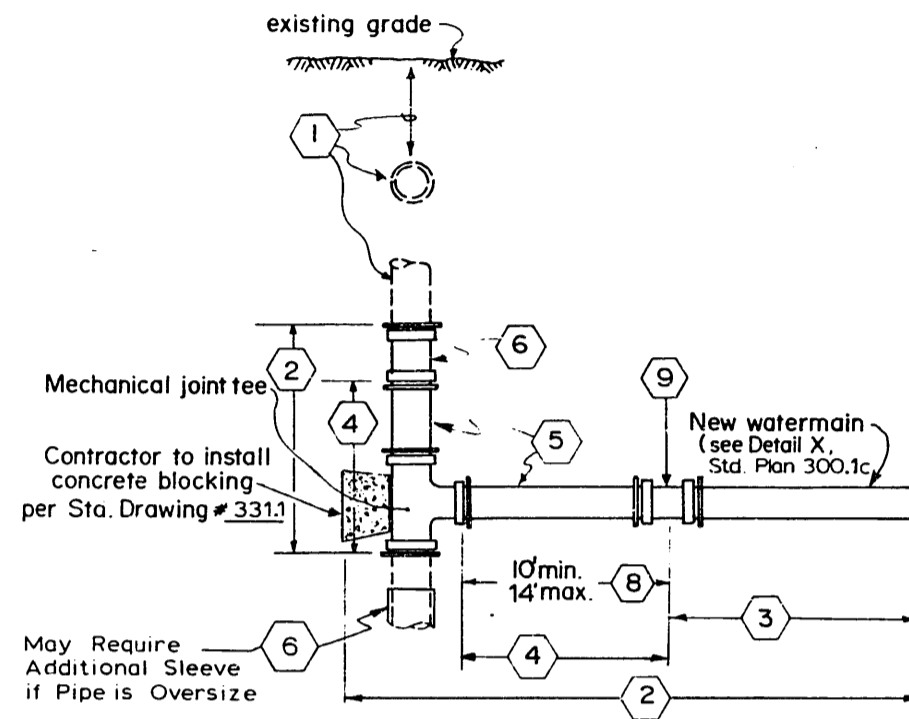 existing grade
1
2
6
Mechanical joint tee
4
9
5
New watermain
(see Detail X,
Std. Plan 300.1c
Contractor to install
concrete blocking
per Sta. Drawing # 331.1
10' min.
14' max.
8
3
May Require
Additional Sleeve
if Pipe is Oversize
6
4
2